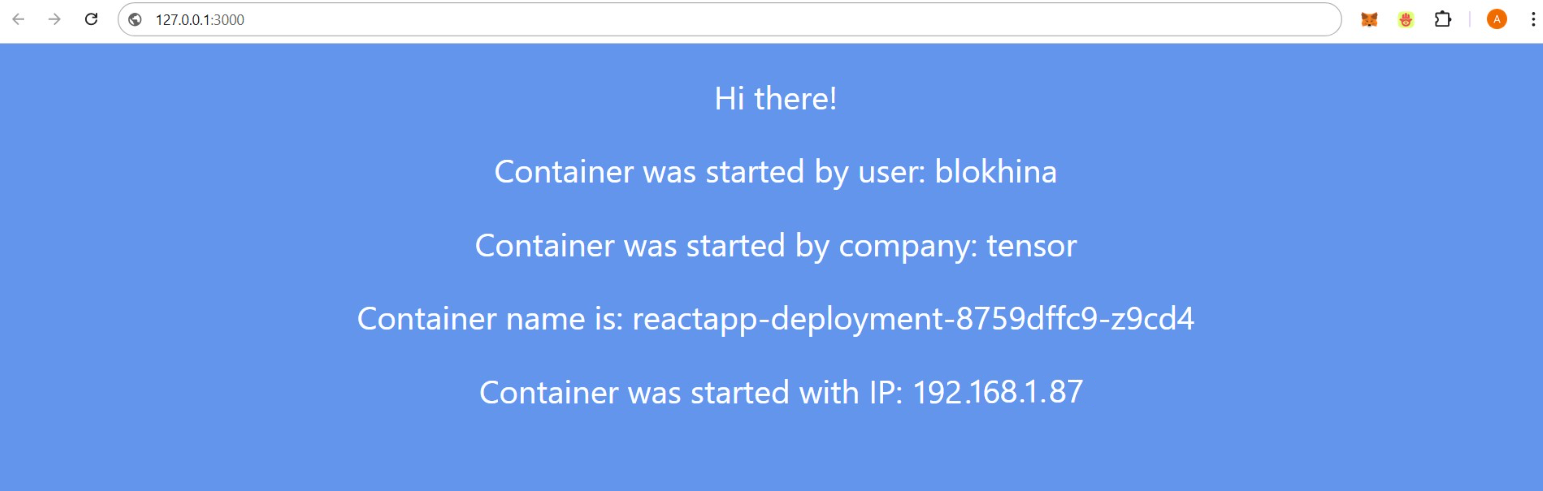 127.0.0.1:3000
A
Hi there!
Container was started by user: blokhina
Container was started by company: tensor
Container name is: reactapp-deployment-8759dffc9-z9cd4
Container was started with IP: 192.168.1.87